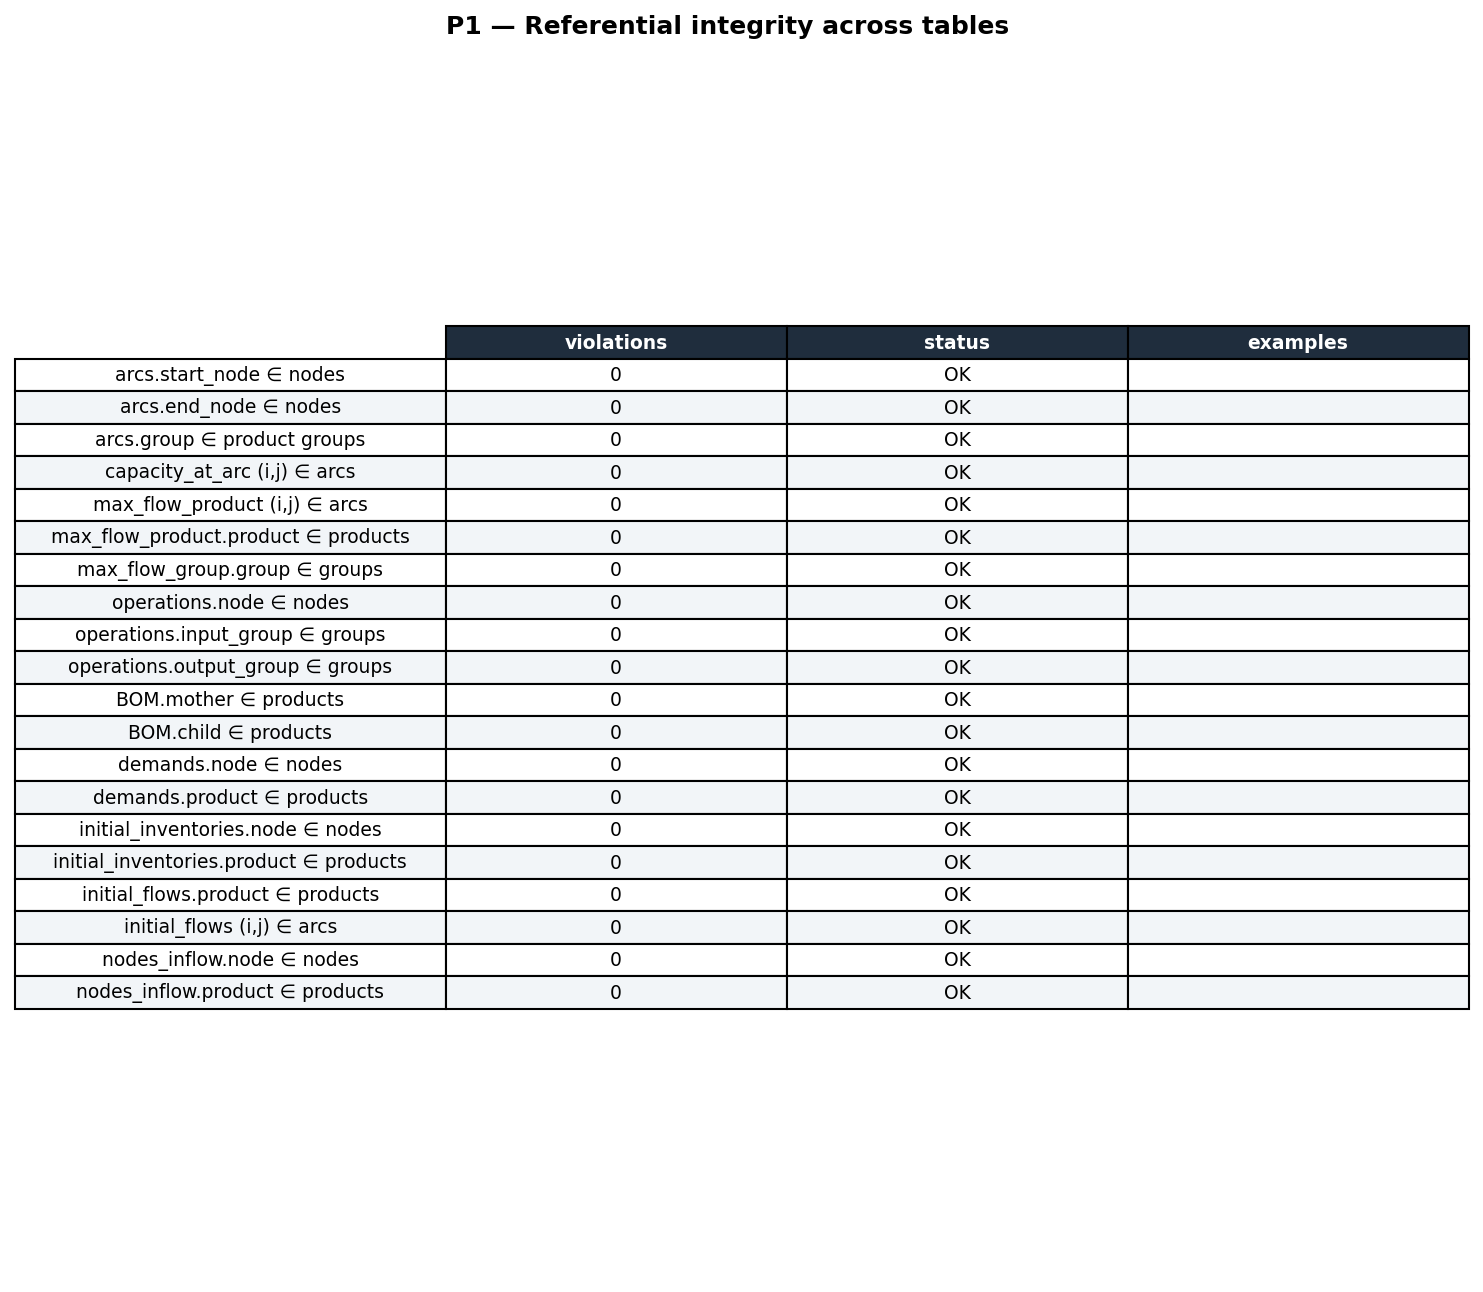 P1 — Referential integrity across tables
violations status examples
arcs.start_node ∈ nodes 0 OK
arcs.end_node ∈ nodes 0 OK
arcs.group ∈ product groups 0 OK
capacity_at_arc (i,j) ∈ arcs 0 OK
max_flow_product (i,j) ∈ arcs 0 OK
max_flow_product.product ∈ products 0 OK
max_flow_group.group ∈ groups 0 OK
operations.node ∈ nodes 0 OK
operations.input_group ∈ groups 0 OK
operations.output_group ∈ groups 0 OK
BOM.mother ∈ products 0 OK
BOM.child ∈ products 0 OK
demands.node ∈ nodes 0 OK
demands.product ∈ products 0 OK
initial_inventories.node ∈ nodes 0 OK
initial_inventories.product ∈ products 0 OK
initial_flows.product ∈ products 0 OK
initial_flows (i,j) ∈ arcs 0 OK
nodes_inflow.node ∈ nodes 0 OK
nodes_inflow.product ∈ products 0 OK